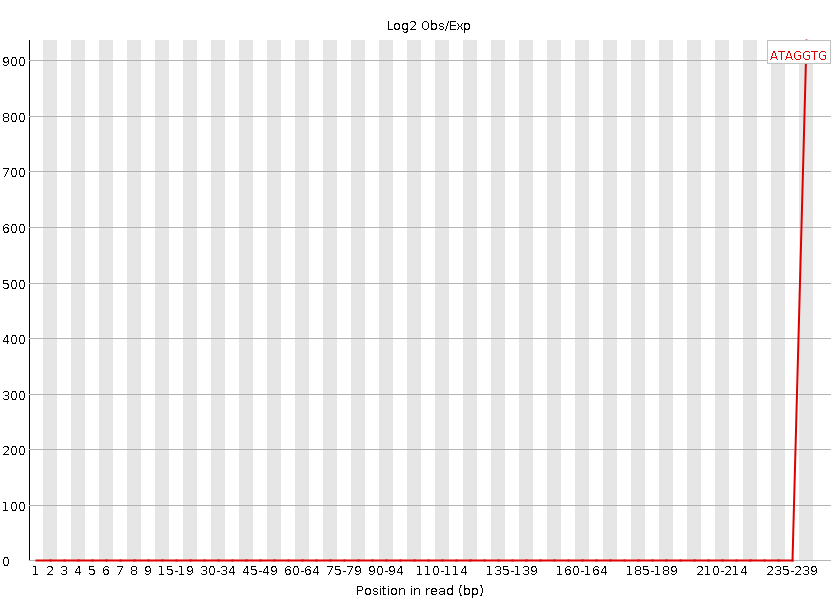 Log2 Obs/Exp
ATAGGTG
900
800
700
600
500
400
300
200
100
0
1 2 3 4 5 6 7 8 9 15-19 30-34 45-49 60-64 75-79 90-94 110-114 135-139 160-164 185-189 210-214 235-239
Position in read (bp)